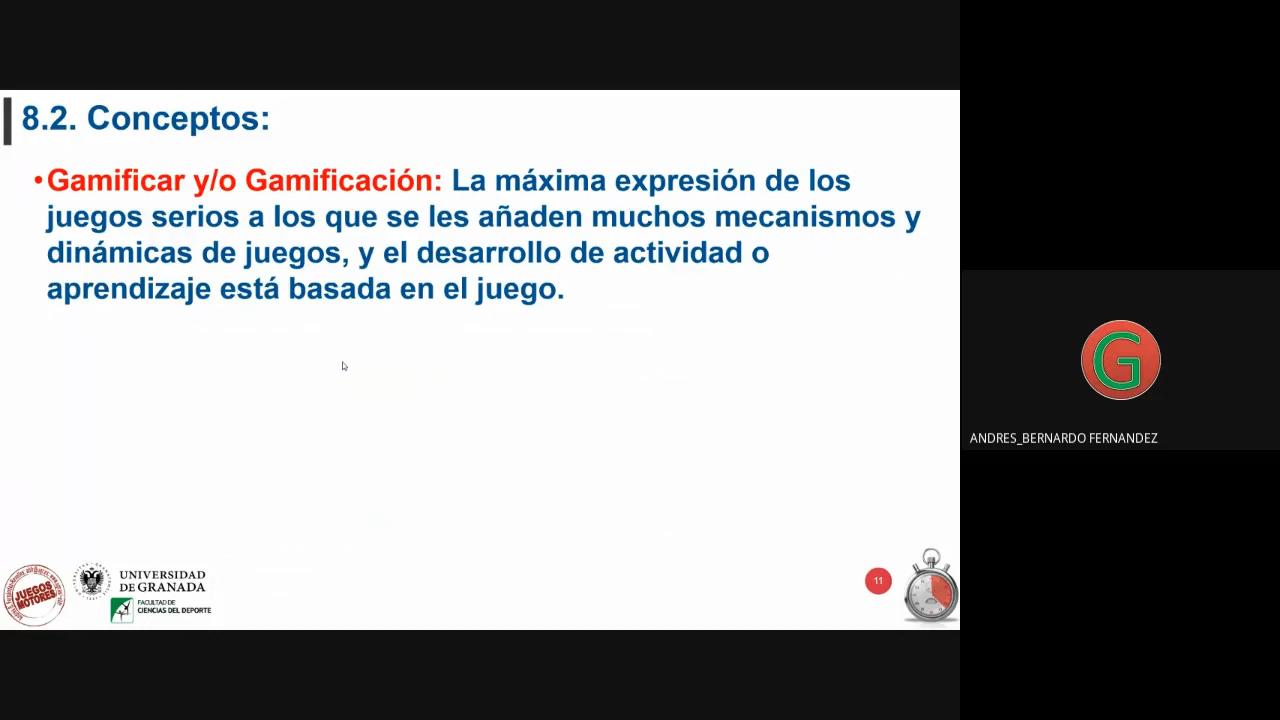 8.2. Conceptos:
•Gamificar y/o Gamificación: La máxima expresión de los
juegos serios a los que se les añaden muchos mecanismos y
dinámicas de juegos, y el desarrollo de actividad o
aprendizaje está basada en el juego.
G
ANDRES_BERNARDO FERNANDEZ
JUEGOS
MOTORES
UNIVERSIDAD
DE GRANADA
FACULTAD DE
CIENCIAS DEL DEPORTE
11